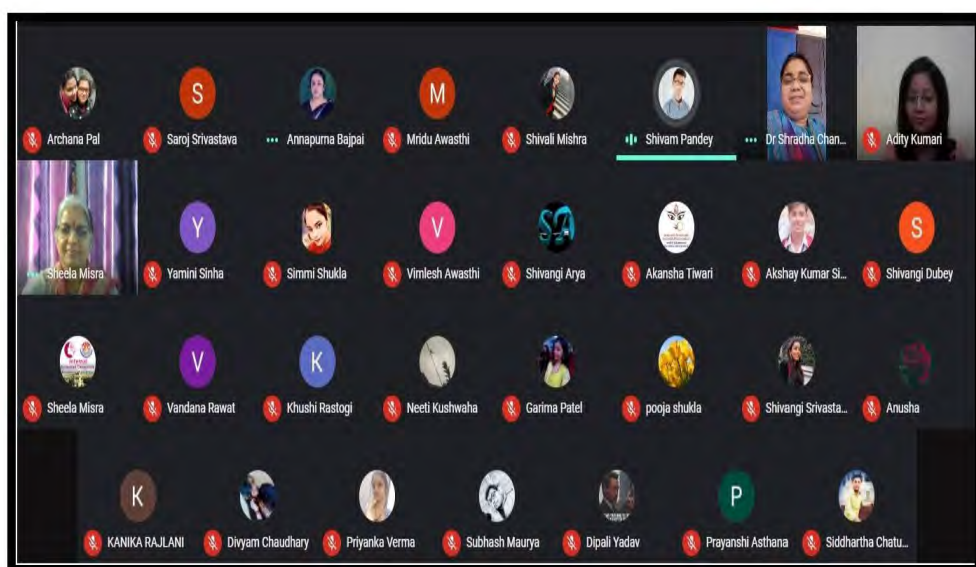 S
M
Archana Pal
Saroj Srivastava
Annapurna Bajpai
Mridu Awasthi
Shivali Mishra
Shivam Pandey
Dr Shradha Chan...
Adity Kumari
Y
V
SA
S
Sheela Misra
Yamini Sinha
Simmi Shukla
Vimlesh Awasthi
Shivangi Arya
Akansha Tiwari
Akshay Kumar Si...
Shivangi Dubey
V
K
Sheela Misra
Vandana Rawat
Khushi Rastogi
Neeti Kushwaha
Garima Patel
pooja shukla
Shivangi Srivasta...
Anusha
K
P
KANIKA RAJLANI
Divyam Chaudhary
Priyanka Verma
Subhash Maurya
Dipali Yadav
Prayanshi Asthana
Siddhartha Chatu...